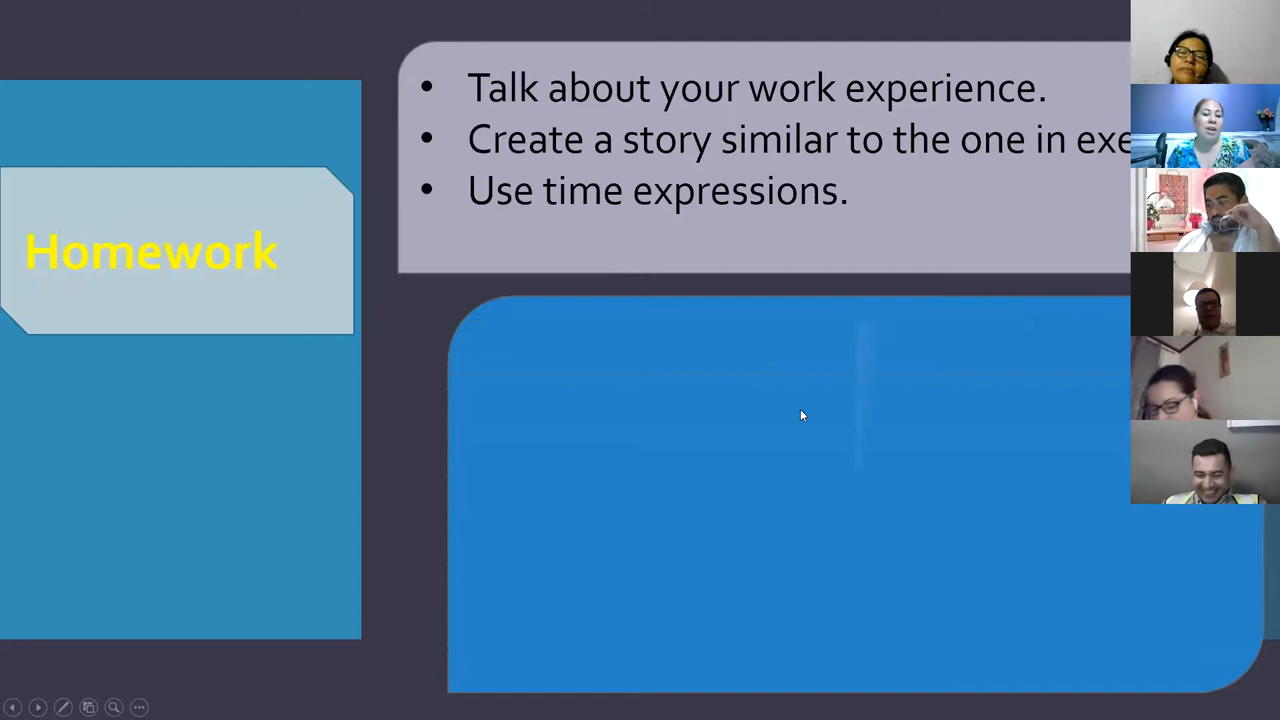 Homework
• Talk about your work experience.
• Create a story similar to the one in exe
• Use time expressions.